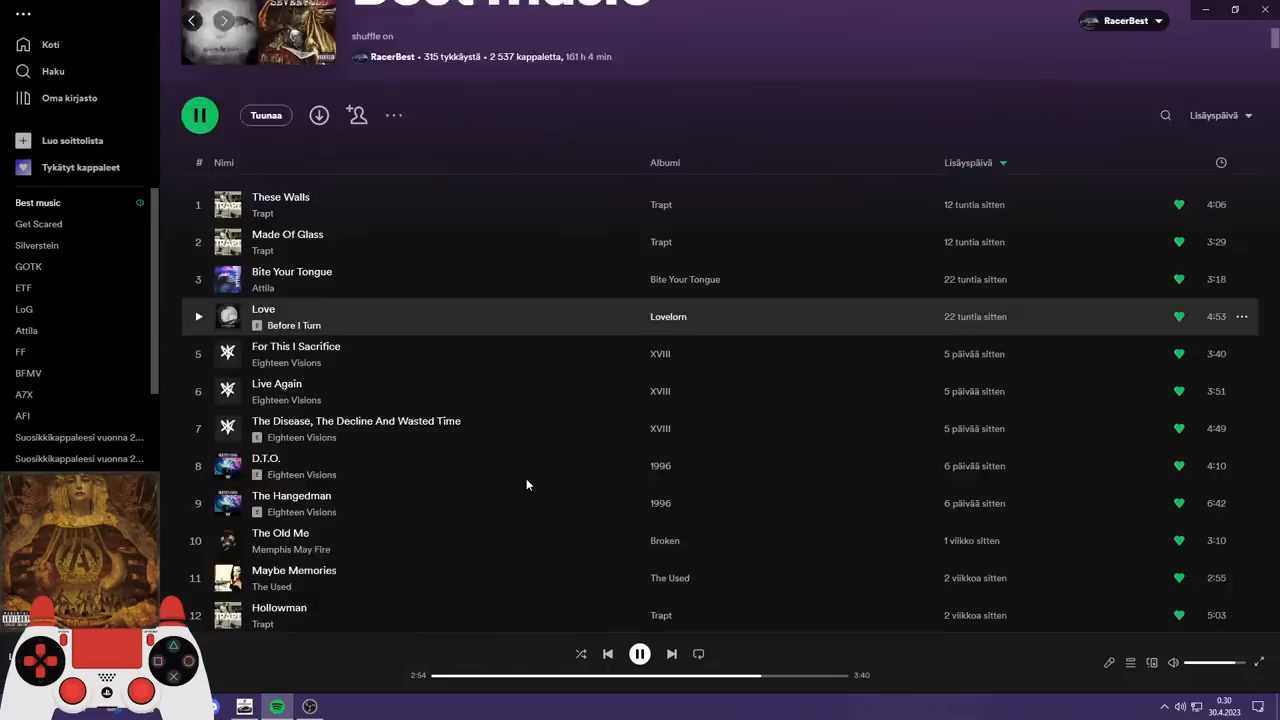 Best music
RacerBest
Koti
Haku
Oma kirjasto
Luo soittolista
Tykätyt kappaleet
Best music
Get Scared
Silverstein
GOTK
ETF
LoG
Attila
FF
BFMV
A7X
AFI
Suosikkikappaleesi vuonna 2...
Suosikkikappaleesi vuonna 2...
shuffle on
RacerBest • 315 tykkäystä • 2 537 kappaletta, 161 h 4 min
Tuunaa
Lisäyspäivä
# Nimi Albumi Lisäyspäivä
1 These Walls Trapt 12 tuntia sitten 4:06
Trapt
2 Made Of Glass Trapt 12 tuntia sitten 3:29
Trapt
3 Bite Your Tongue Bite Your Tongue 22 tuntia sitten 3:18
Attila
Love Lovelorn 22 tuntia sitten 4:53
E Before I Turn
5 For This I Sacrifice XVIII 5 päivää sitten 3:40
Eighteen Visions
6 Live Again XVIII 5 päivää sitten 3:51
Eighteen Visions
7 The Disease, The Decline And Wasted Time XVIII 5 päivää sitten 4:49
E Eighteen Visions
8 D.T.O. 1996 6 päivää sitten 4:10
E Eighteen Visions
9 The Hangedman 1996 6 päivää sitten 6:42
E Eighteen Visions
10 The Old Me Broken 1 viikko sitten 3:10
Memphis May Fire
11 Maybe Memories The Used 2 viikkoa sitten 2:55
The Used
12 Hollowman Trapt 2 viikkoa sitten 5:03
Trapt
2:54 3:40
0.30
30.4.2023